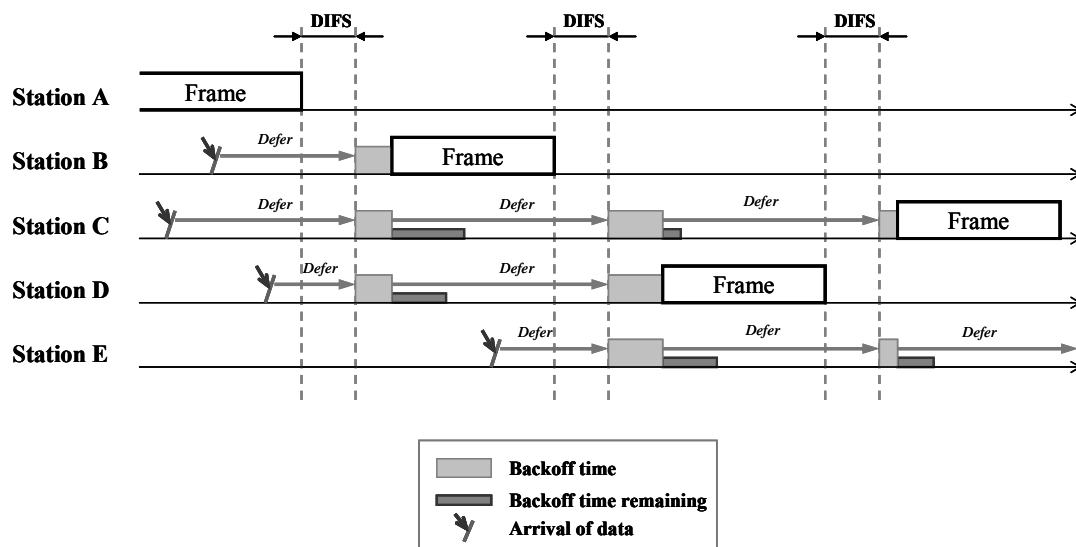 DIFS DIFS DIFS
Station A Frame
Station B Defer Frame
Station C Defer Defer Defer Frame
Station D Defer Defer Frame
Station E Defer Defer Defer
Backoff time
Backoff time remaining
Arrival of data